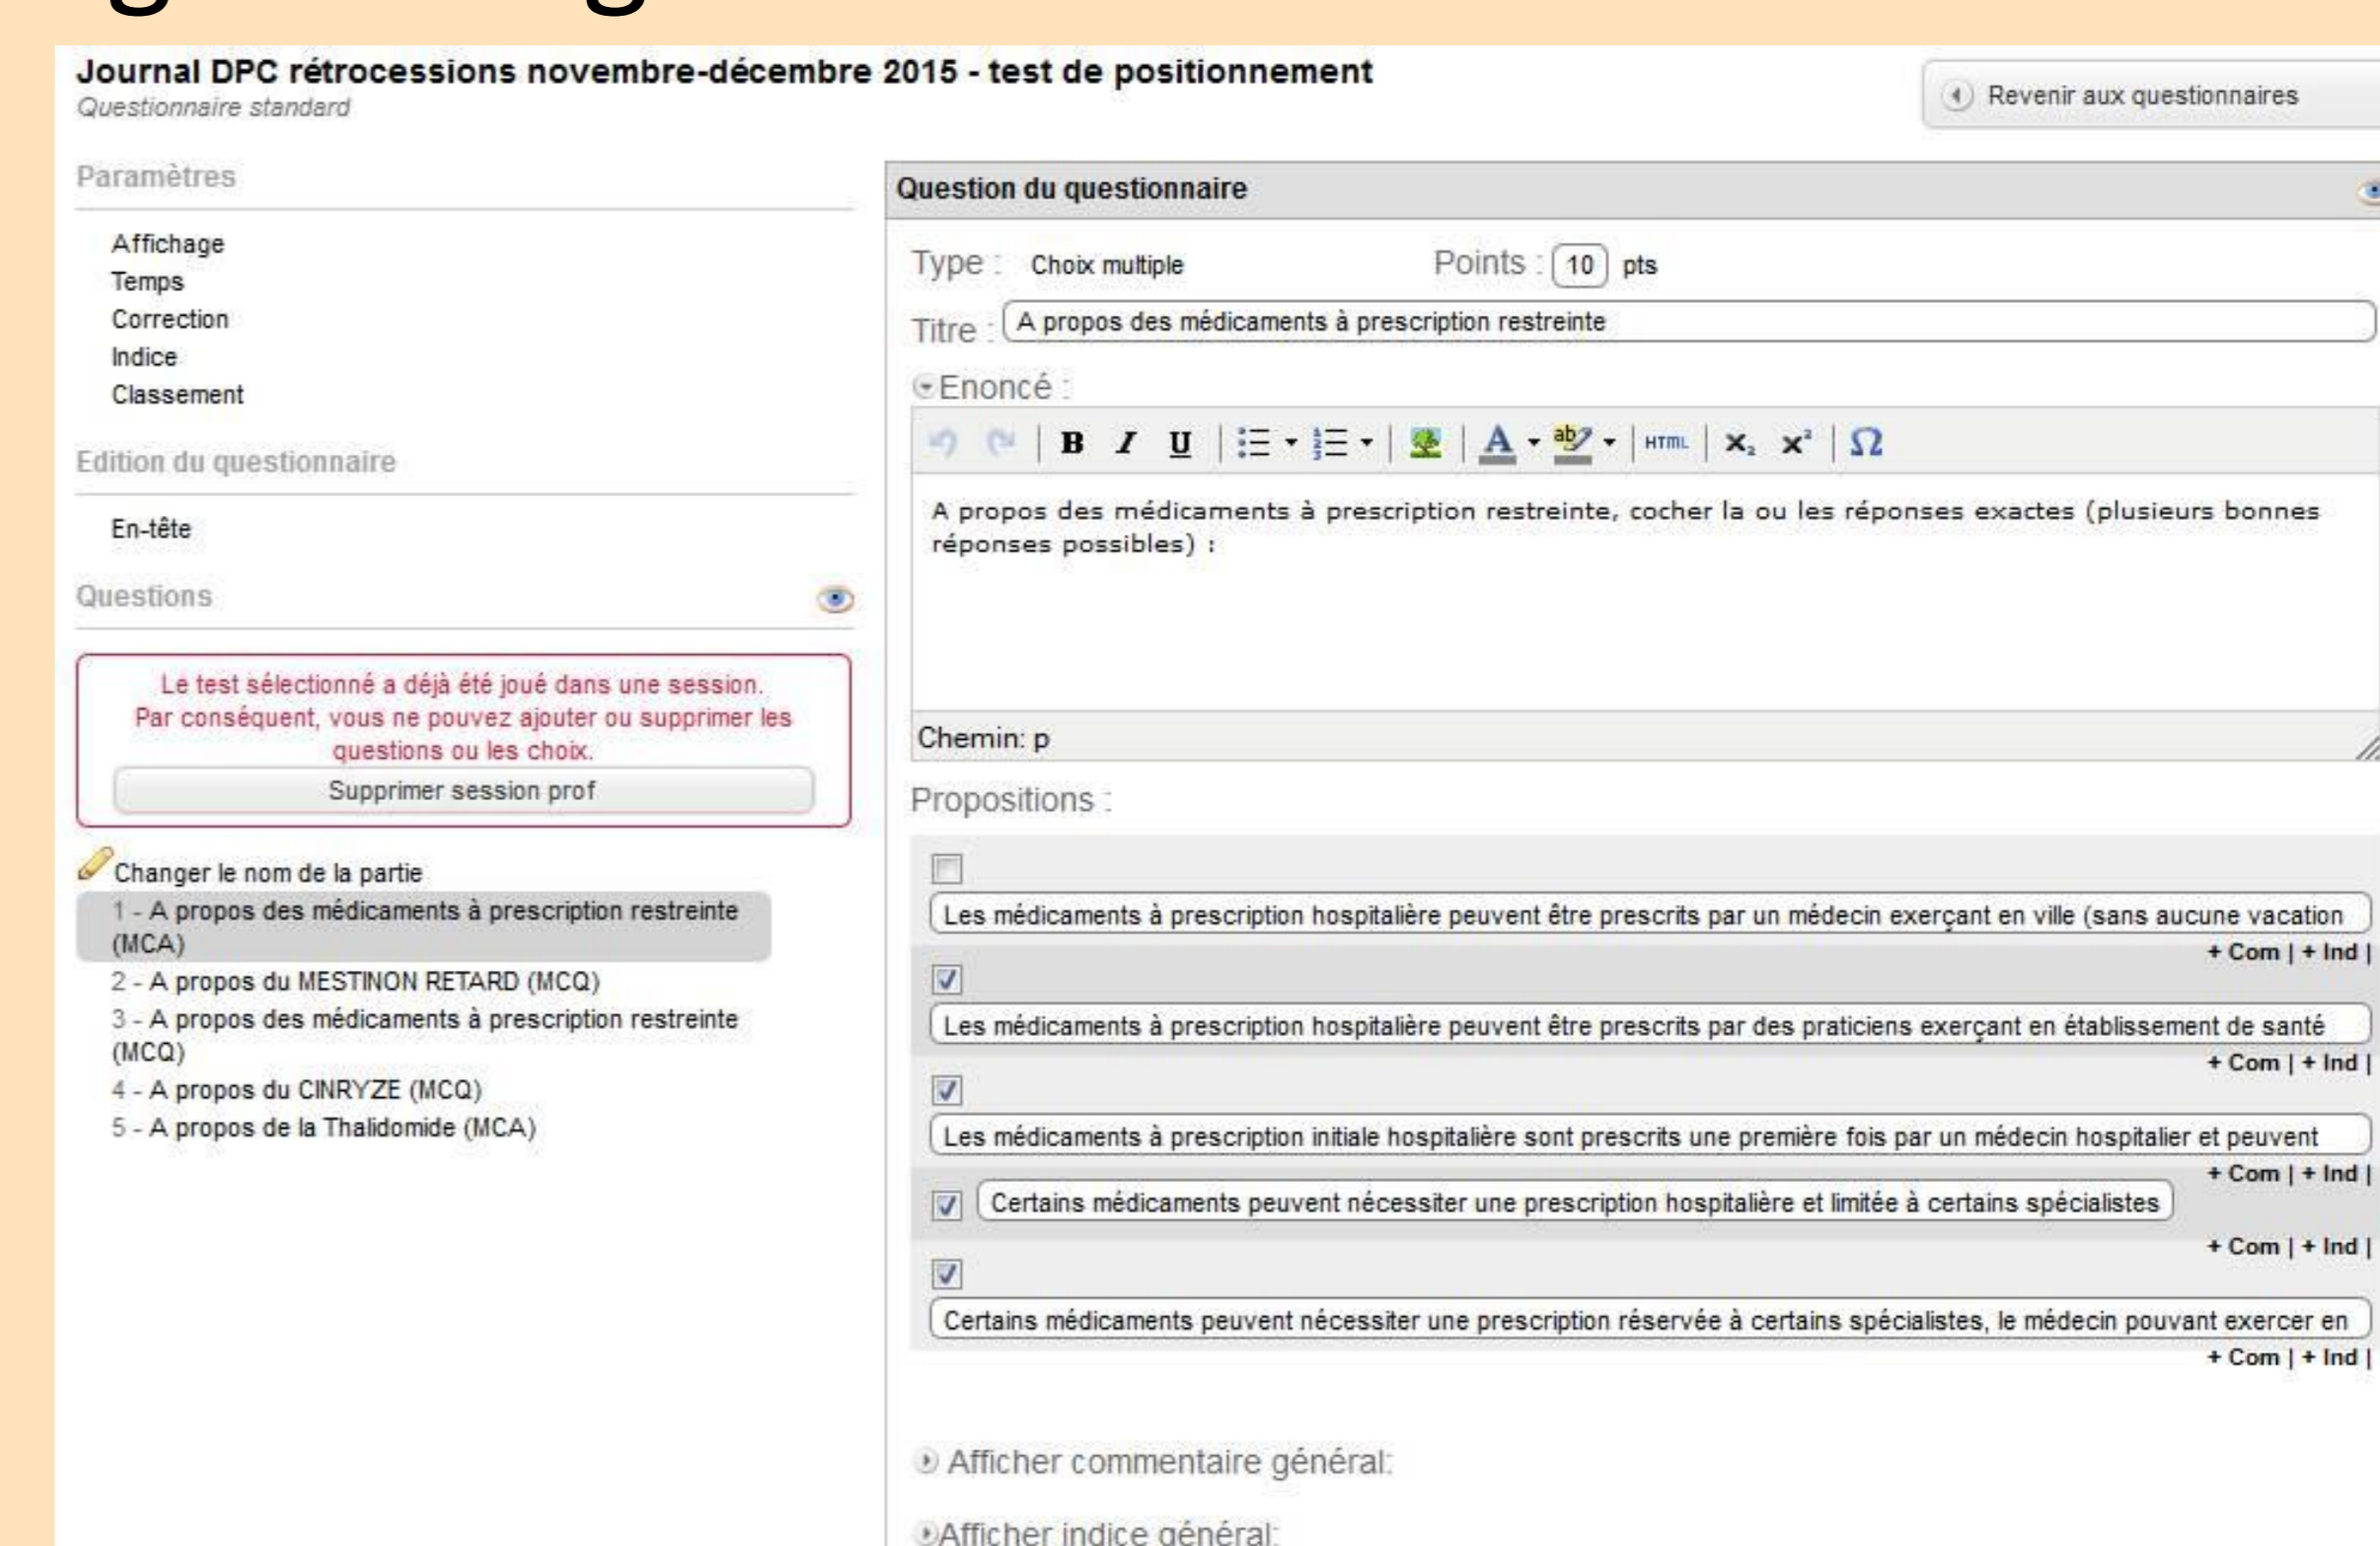 Journal DPC rétrocessions novembre-décembre 2015 - test de positionnement
Questionnaire standard
Revenir aux questionnaires
Paramètres
Affichage
Temps
Correction
Indice
Classement
Edition du questionnaire
En-tête
Questions
Le test sélectionné a déjà été joué dans une session.
Par conséquent, vous ne pouvez ajouter ou supprimer les
questions ou les choix.
Supprimer session prof
Changer le nom de la partie
1 - A propos des médicaments à prescription restreinte
(MCA)
2 - A propos du MESTINON RETARD (MCQ)
3 - A propos des médicaments à prescription restreinte
(MCQ)
4 - A propos du CINRYZE (MCQ)
5 - A propos de la Thalidomide (MCA)
Question du questionnaire
Type : Choix multiple Points : 10 pts
Titre : A propos des médicaments à prescription restreinte
Enoncé :
B I U A ab HTML x₂ x² Ω
A propos des médicaments à prescription restreinte, cocher la ou les réponses exactes (plusieurs bonnes
réponses possibles) :
Chemin: p
Propositions :
Les médicaments à prescription hospitalière peuvent être prescrits par un médecin exerçant en ville (sans aucune vacation
+ Com | + Ind |
Les médicaments à prescription hospitalière peuvent être prescrits par des praticiens exerçant en établissement de santé
+ Com | + Ind |
Les médicaments à prescription initiale hospitalière sont prescrits une première fois par un médecin hospitalier et peuvent
+ Com | + Ind |
Certains médicaments peuvent nécessiter une prescription hospitalière et limitée à certains spécialistes
+ Com | + Ind |
Certains médicaments peuvent nécessiter une prescription réservée à certains spécialistes, le médecin pouvant exercer en
+ Com | + Ind |
Afficher commentaire général:
Afficher indice général: